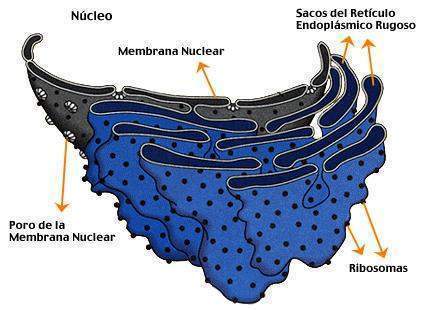 Núcleo
Sacos del Retículo
Endoplásmico Rugoso
Membrana Nuclear
Poro de la
Membrana Nuclear
Ribosomas